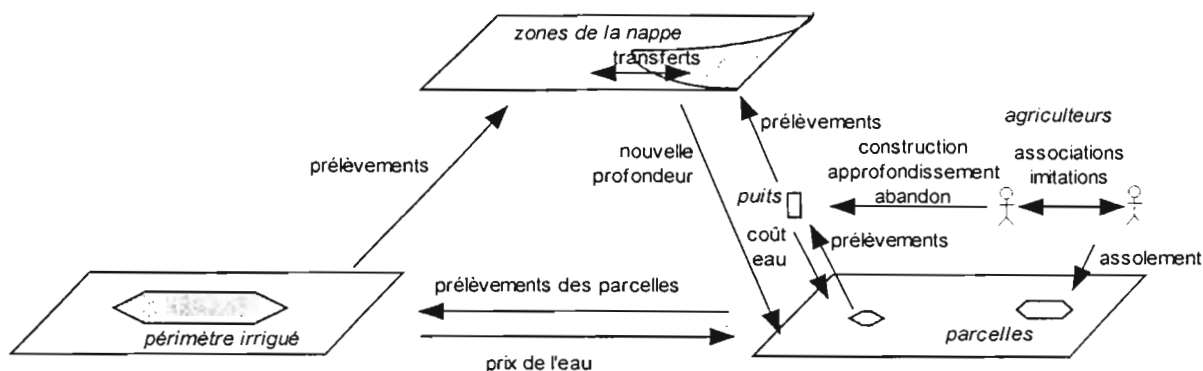 zones de la nappe
transferts
prélèvements
nouvelle
profondeur
prélèvements
agriculteurs
construction
approfondissement
abandon
associations
imitations
puits
coût
eau
prélèvements
assolement
prélèvements des parcelles
périmètre irrigué
prix de l'eau
parcelles